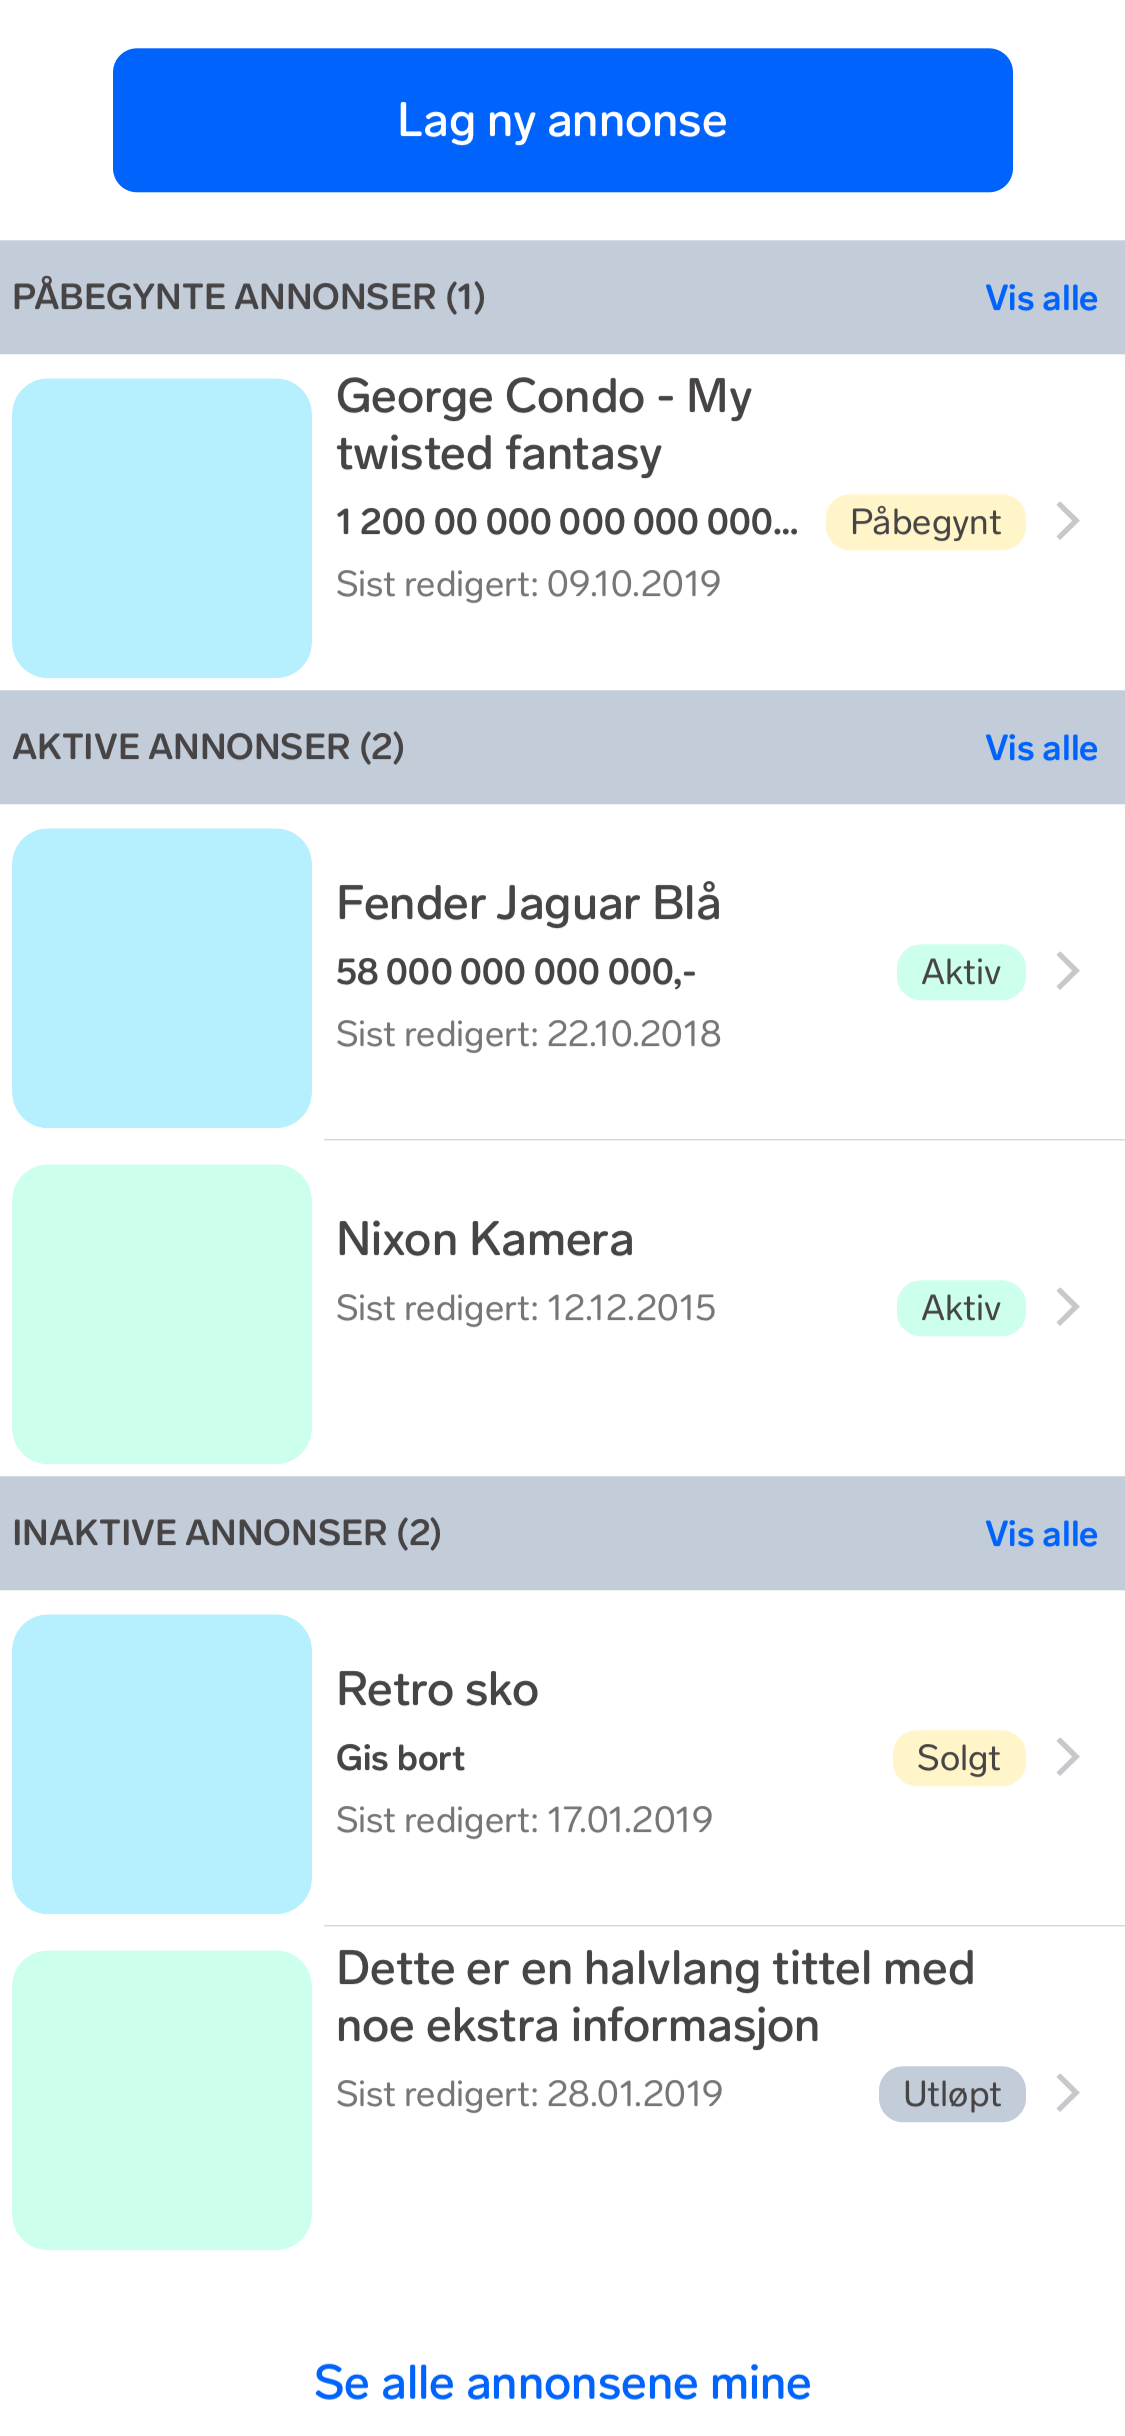 Lag ny annonse
PÅBEGYNTE ANNONSER (1)
Vis alle
George Condo - My
twisted fantasy
1 200 00 000 000 000 000...
Påbegynt
Sist redigert: 09.10.2019
AKTIVE ANNONSER (2)
Vis alle
Fender Jaguar Blå
58 000 000 000 000,-
Aktiv
Sist redigert: 22.10.2018
Nixon Kamera
Sist redigert: 12.12.2015
Aktiv
INAKTIVE ANNONSER (2)
Vis alle
Retro sko
Gis bort
Solgt
Sist redigert: 17.01.2019
Dette er en halvlang tittel med
noe ekstra informasjon
Sist redigert: 28.01.2019
Utløpt
Se alle annonsene mine